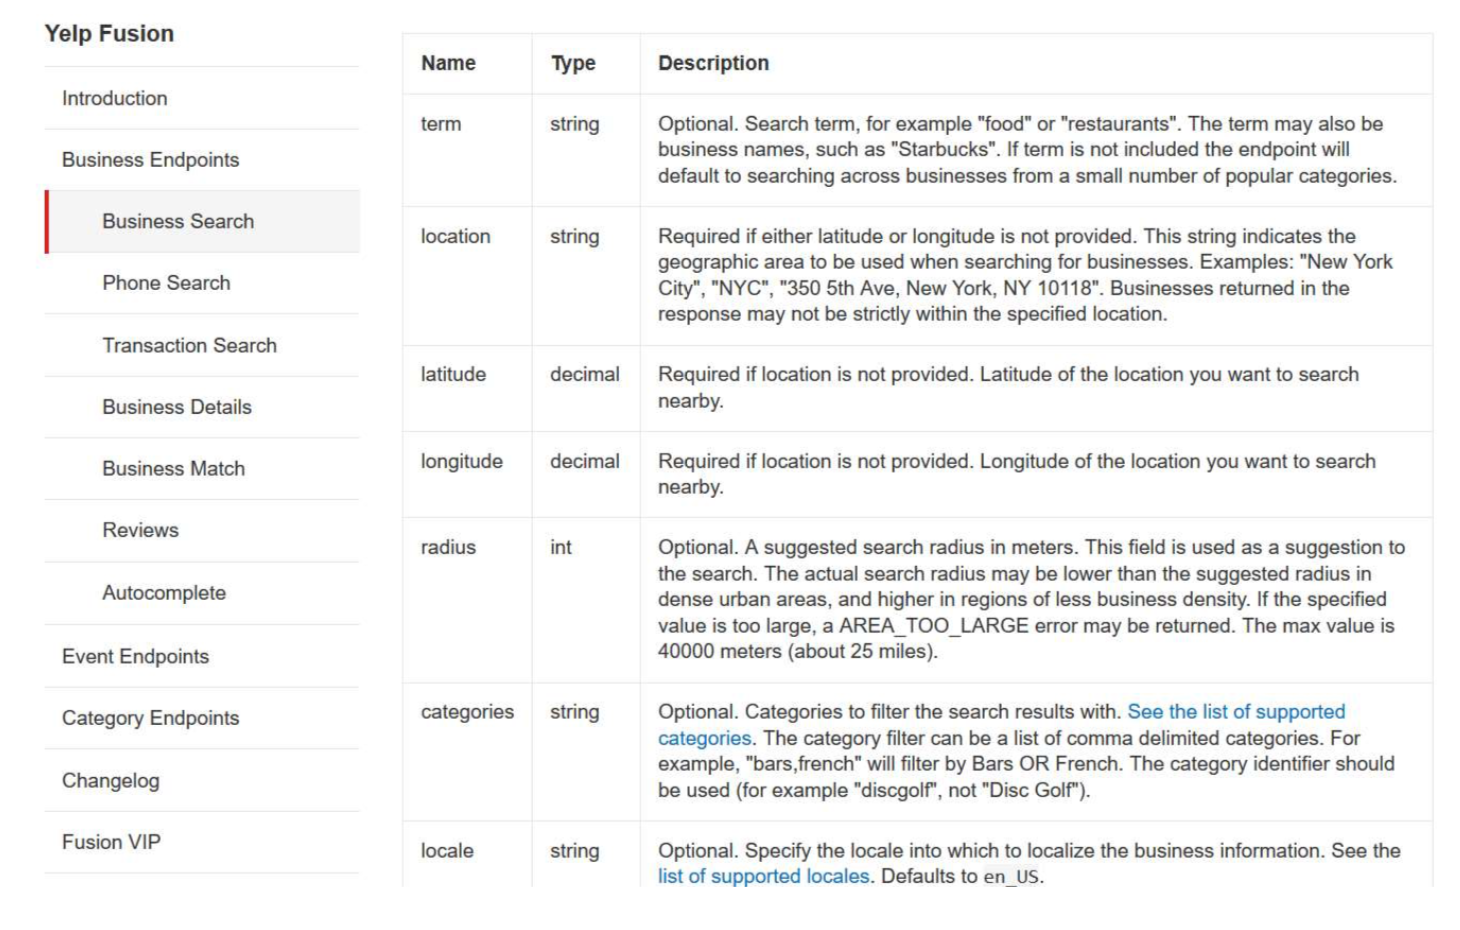 Yelp Fusion
Introduction
Business Endpoints
Business Search
Phone Search
Transaction Search
Business Details
Business Match
Reviews
Autocomplete
Event Endpoints
Category Endpoints
Changelog
Fusion VIP
Name Type Description
term string Optional. Search term, for example "food" or "restaurants". The term may also be
business names, such as "Starbucks". If term is not included the endpoint will
default to searching across businesses from a small number of popular categories.
location string Required if either latitude or longitude is not provided. This string indicates the
geographic area to be used when searching for businesses. Examples: "New York
City", "NYC", "350 5th Ave, New York, NY 10118". Businesses returned in the
response may not be strictly within the specified location.
latitude decimal Required if location is not provided. Latitude of the location you want to search
nearby.
longitude decimal Required if location is not provided. Longitude of the location you want to search
nearby.
radius int Optional. A suggested search radius in meters. This field is used as a suggestion to
the search. The actual search radius may be lower than the suggested radius in
dense urban areas, and higher in regions of less business density. If the specified
value is too large, a AREA_TOO_LARGE error may be returned. The max value is
40000 meters (about 25 miles).
categories string Optional. Categories to filter the search results with. See the list of supported
categories. The category filter can be a list of comma delimited categories. For
example, "bars,french" will filter by Bars OR French. The category identifier should
be used (for example "discgolf", not "Disc Golf").
locale string Optional. Specify the locale into which to localize the business information. See the
list of supported locales. Defaults to en_US.